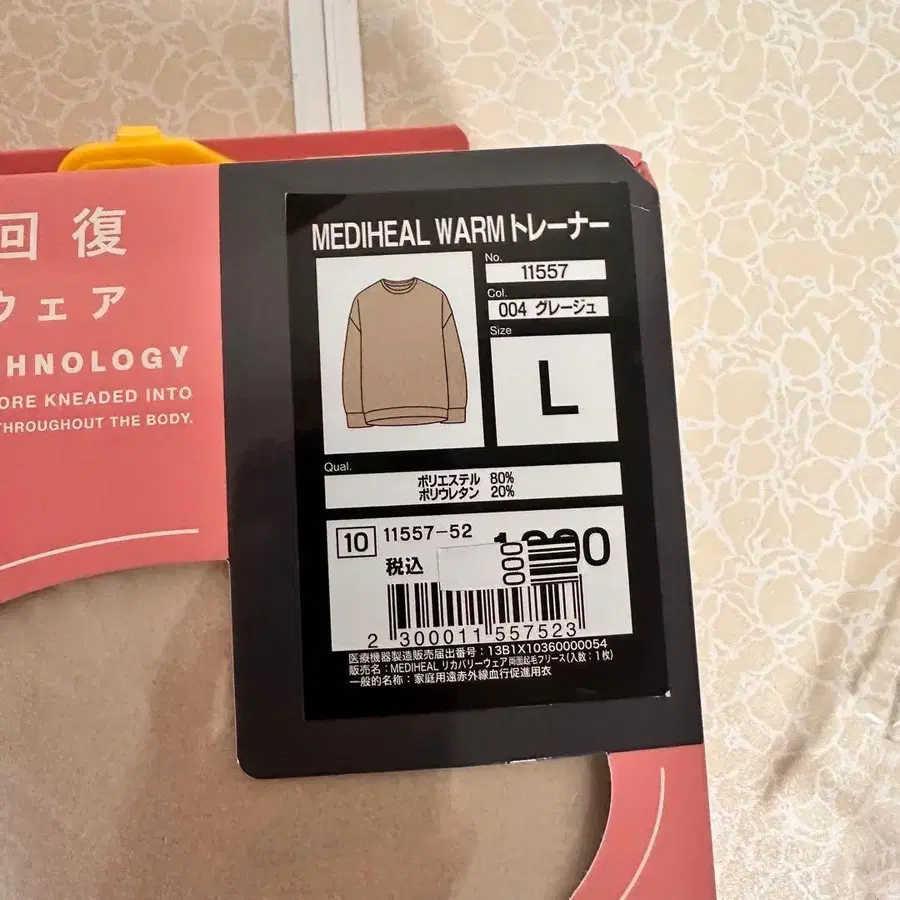 回復
ウェア
HNOLOGY
ORE KNEADED INTO
THROUGHOUT THE BODY.
MEDIHEAL WARMトレーナー
No.
11557
Col.
004 グレージュ
Size
L
Qual.
ポリエステル 80%
ポリウレタン 20%
10 11557-52
税込
000
2 300011 557523
医療機器製造販売届出番号：13B1X10360000054
販売名：MEDIHEAL リカバリーウェア両面起毛フリース(入数：1枚)
一般的名称：家庭用遠赤外線血行促進用衣